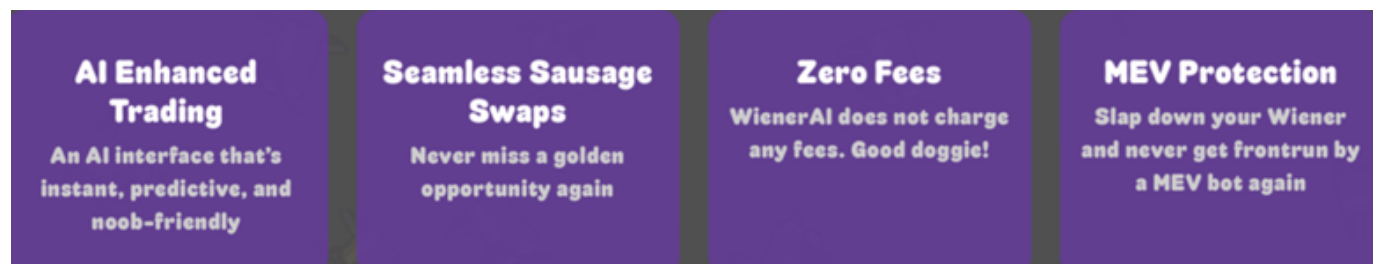 AI Enhanced
Trading
An AI interface that's
instant, predictive, and
noob-friendly
Seamless Sausage
Swaps
Never miss a golden
opportunity again
Zero Fees
WienerAI does not charge
any fees. Good doggie!
MEV Protection
Slap down your Wiener
and never get frontrun by
a MEV bot again